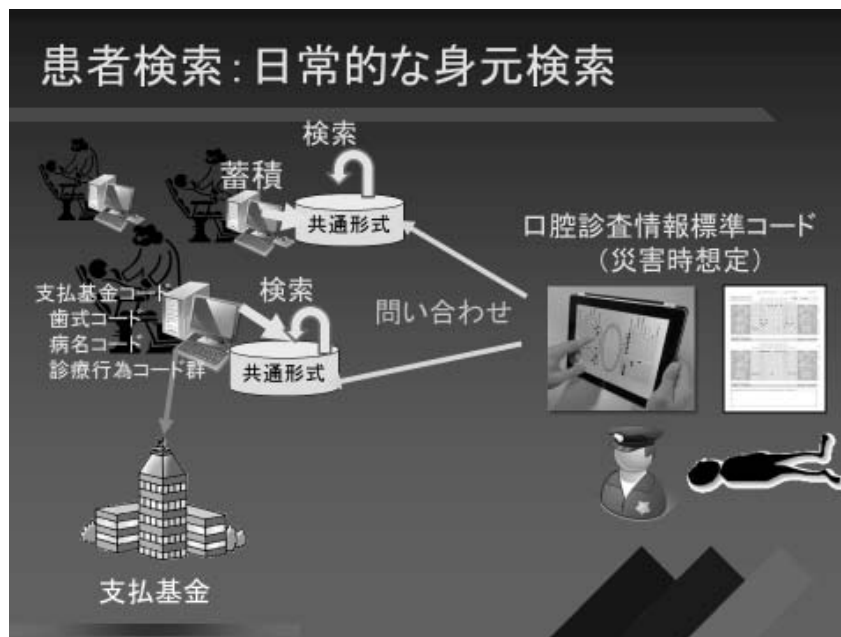 患者検索：日常的な身元検索
検索
蓄積
共通形式
口腔診査情報標準コード
（災害時想定）
支払基金コード
歯式コード
病名コード
診療行為コード群
検索
問い合わせ
共通形式
支払基金